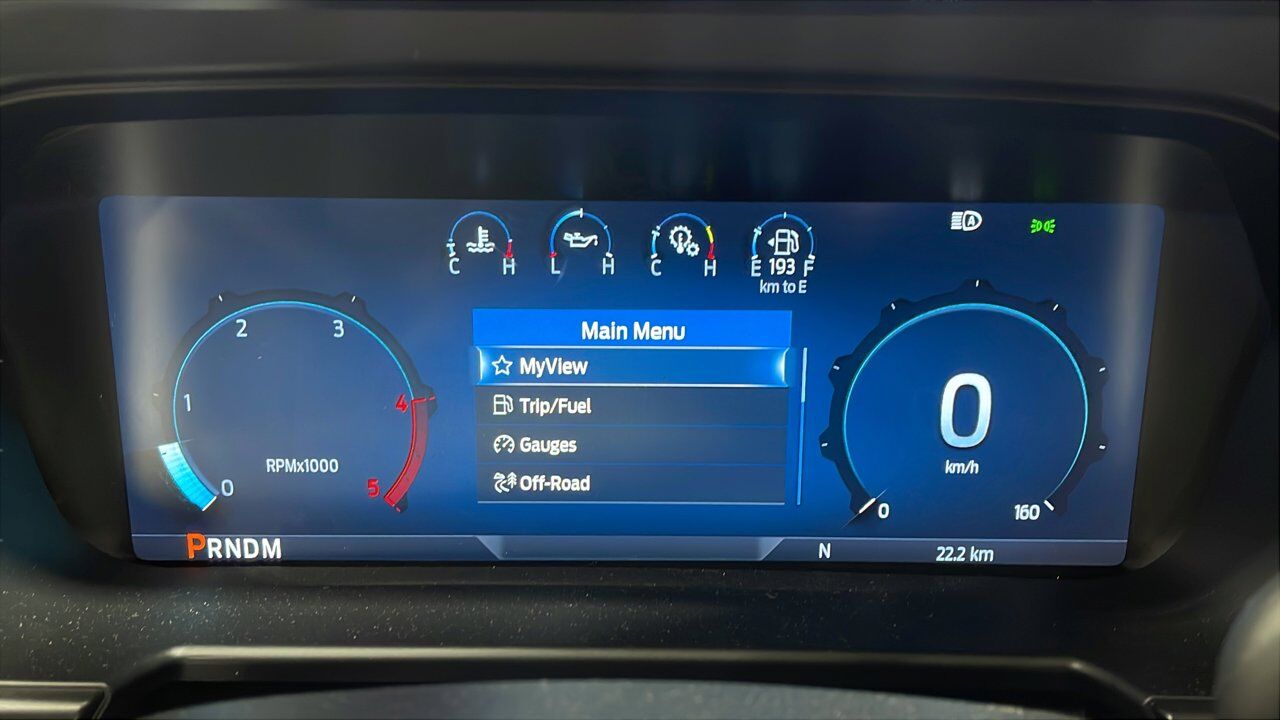 C H L H C H E 193 F
km to E
A
Main Menu
MyView
Trip/Fuel
Gauges
Off-Road
2 3
1 4
RPMx1000
0 5
0
km/h
0 160
PRNDM
N
22.2 km